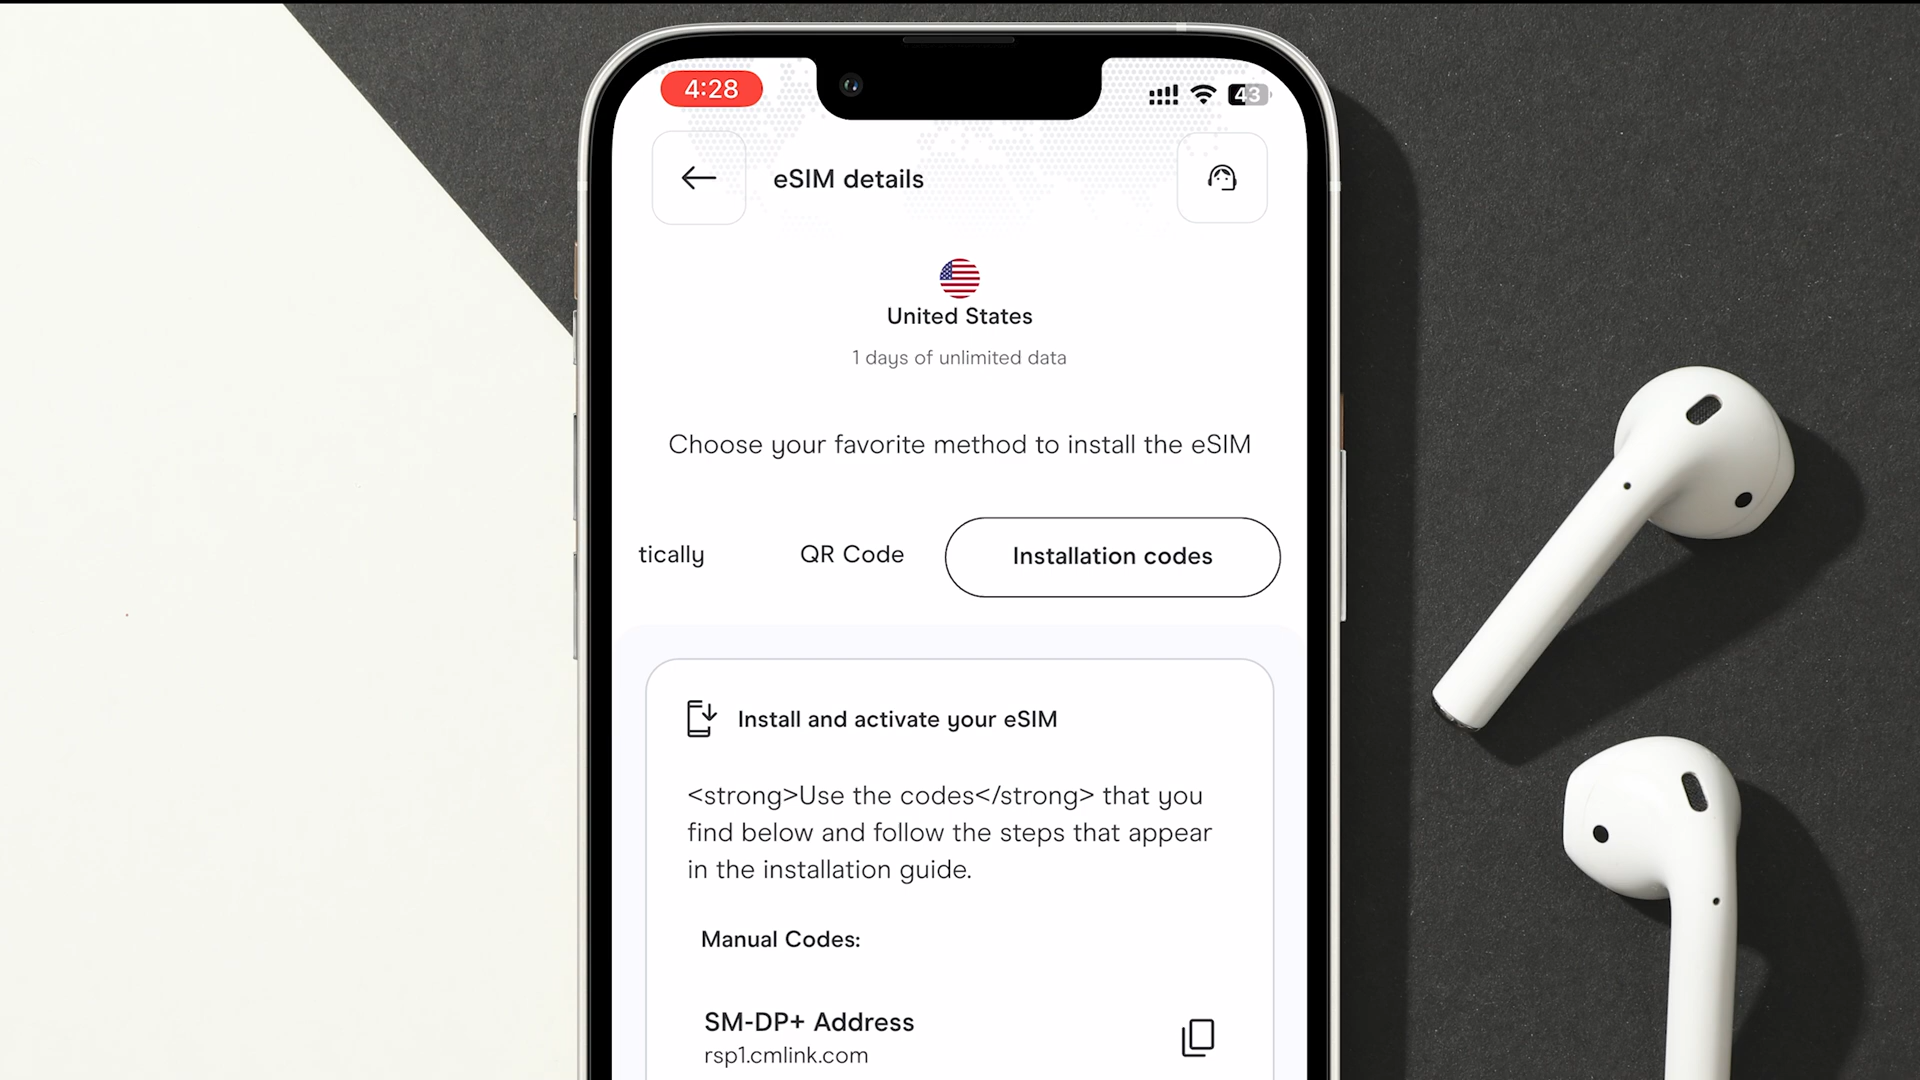 4:28
43
eSIM details
United States
1 days of unlimited data
Choose your favorite method to install the eSIM
tically
QR Code
Installation codes
Install and activate your eSIM
<strong>Use the codes</strong> that you
find below and follow the steps that appear
in the installation guide.
Manual Codes:
SM-DP+ Address
rsp1.cmlink.com